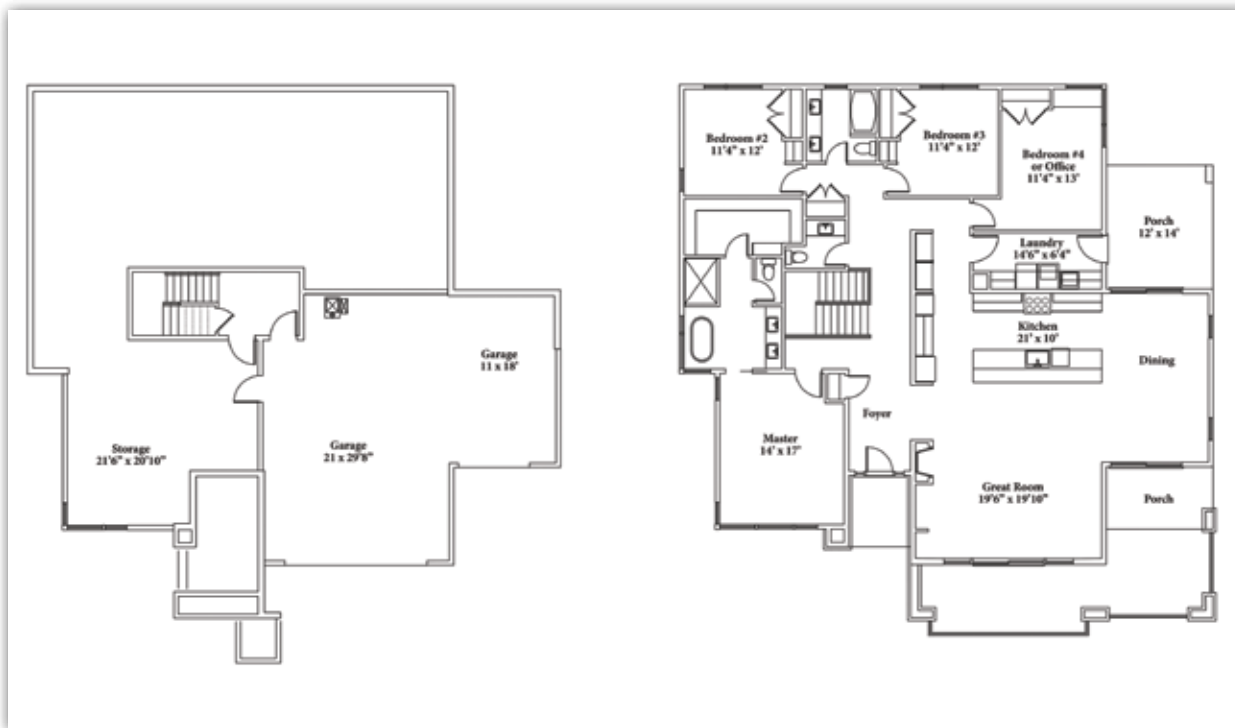 Storage
21'6" x 20'10"
Garage
21 x 29'8"
Garage
11 x 18'
Bedroom #2
11'4" x 12'
Bedroom #3
11'4" x 12'
Bedroom #4
or Office
11'4" x 13'
Porch
12' x 14'
Laundry
14'6" x 6'4"
Kitchen
21' x 10'
Dining
Foyer
Master
14' x 17'
Great Room
19'6" x 19'10"
Porch